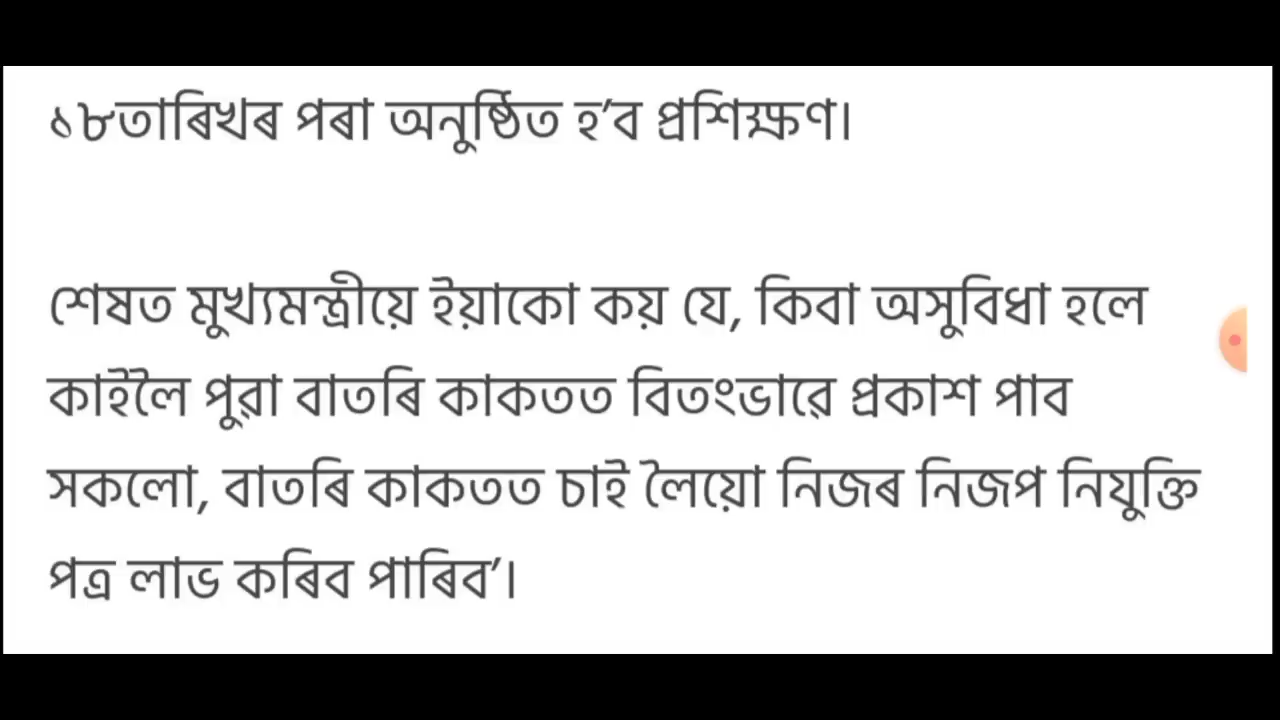 ১৮তাৰিখৰ পৰা অনুষ্ঠিত হ’ব প্ৰশিক্ষণ।
শেষত মুখ্যমন্ত্ৰীয়ে ইয়াকো কয় যে, কিবা অসুবিধা হলে
কাইলৈ পুৱা বাতৰি কাকতত বিতংভাৱে প্ৰকাশ পাব
সকলো, বাতৰি কাকতত চাই লৈয়ো নিজৰ নিজপ নিযুক্তি
পত্ৰ লাভ কৰিব পাৰিব’।